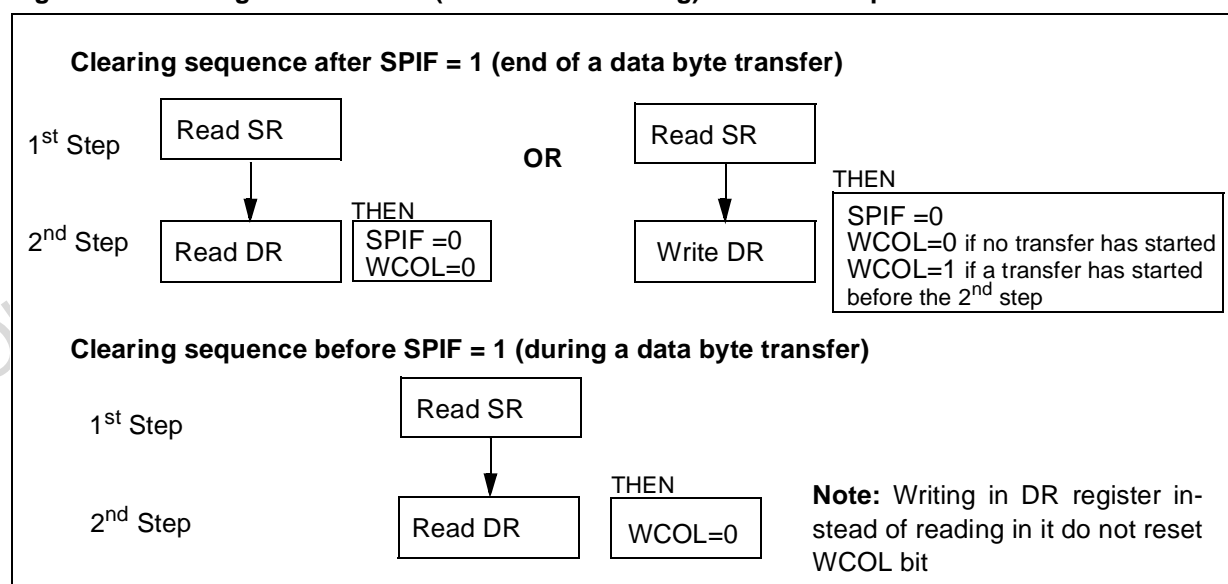 Clearing sequence after SPIF = 1 (end of a data byte transfer)
1st Step
Read SR
OR
Read SR
THEN
2nd Step
Read DR
THEN
SPIF =0
WCOL=0
Write DR
SPIF =0
WCOL=0 if no transfer has started
WCOL=1 if a transfer has started
before the 2nd step
Clearing sequence before SPIF = 1 (during a data byte transfer)
1st Step
Read SR
2nd Step
Read DR
THEN
WCOL=0
Note: Writing in DR register in-
stead of reading in it do not reset
WCOL bit